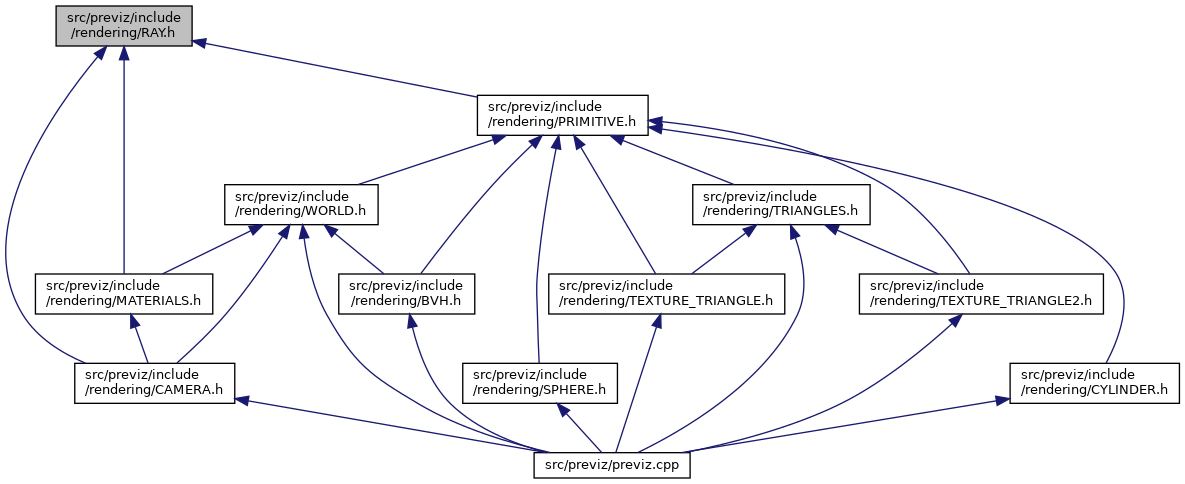 src/previz/include
/rendering/RAY.h
src/previz/include
/rendering/PRIMITIVE.h
src/previz/include
/rendering/WORLD.h
src/previz/include
/rendering/TRIANGLES.h
src/previz/include
/rendering/MATERIALS.h
src/previz/include
/rendering/BVH.h
src/previz/include
/rendering/TEXTURE_TRIANGLE.h
src/previz/include
/rendering/TEXTURE_TRIANGLE2.h
src/previz/include
/rendering/CAMERA.h
src/previz/include
/rendering/SPHERE.h
src/previz/include
/rendering/CYLINDER.h
src/previz/previz.cpp